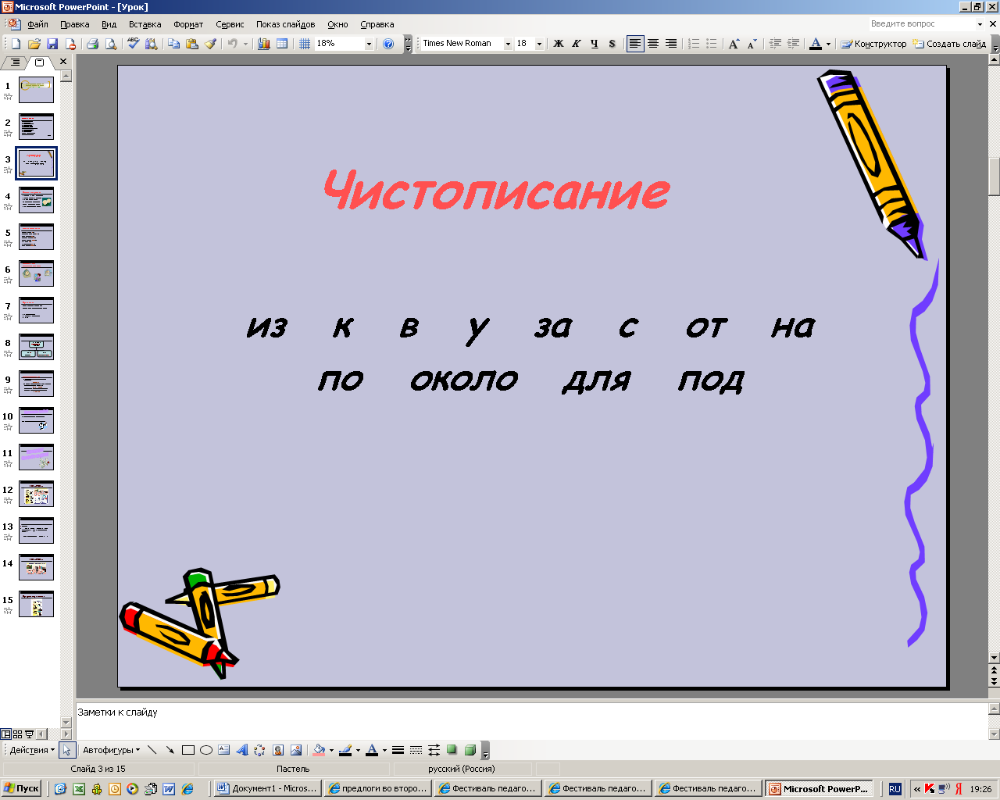 Microsoft PowerPoint - [Урок]
Файл Правка Вид Вставка Формат Сервис Показ слайдов Окно Справка
Введите вопрос
18% Times New Roman 18 Ж К Ч S Конструктор Создать слайд
1
2
3
4
5
6
7
8
9
10
11
12
13
14
15
Чистописание
из к в у за с от на
по около для под
Заметки к слайду
Действия Автофигуры
Слайд 3 из 15 Пастель русский (Россия)
Пуск Документ1 - Micros... предлоги во второ... Фестиваль педаго... Фестиваль педаго... Фестиваль педаго... Microsoft PowerP... RU 19:26